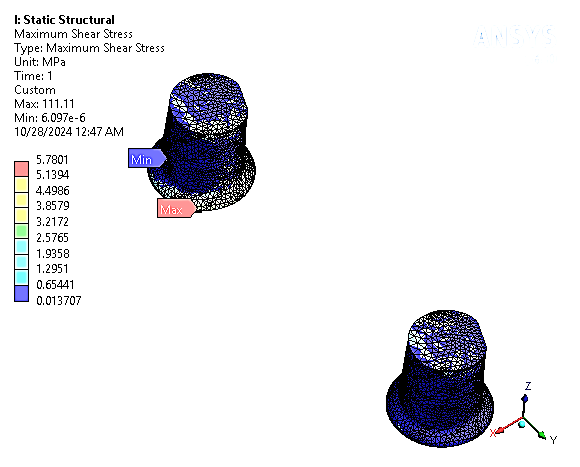 I: Static Structural
Maximum Shear Stress
Type: Maximum Shear Stress
Unit: MPa
Time: 1
Custom
Max: 111.11
Min: 6.097e-6
10/28/2024 12:47 AM
5.7801
5.1394
4.4986
3.8579
3.2172
2.5765
1.9358
1.2951
0.65441
0.013707
Min
Max
ANSYS
Z
X
Y